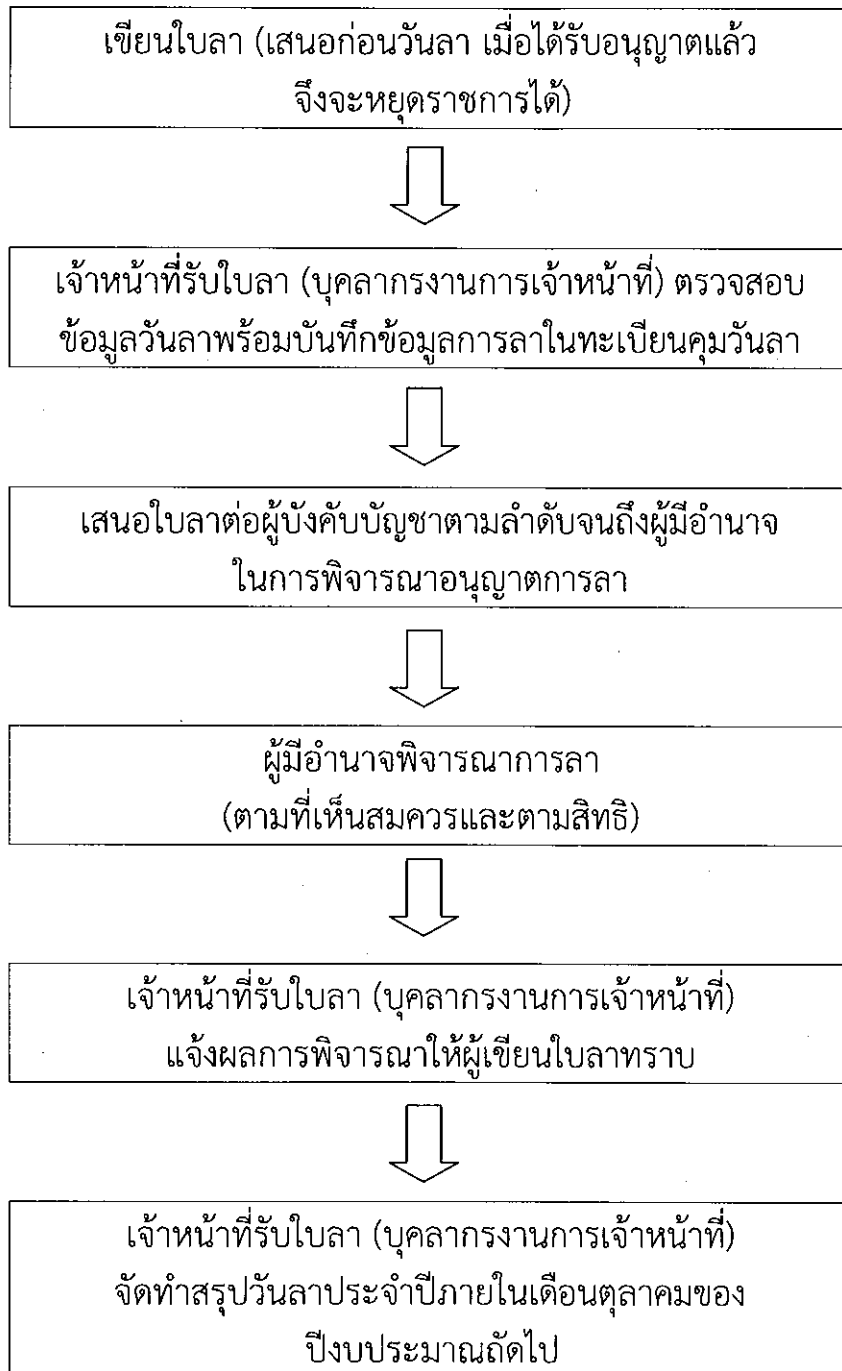 เขียนใบลา (เสนอก่อนวันลา เมื่อได้รับอนุญาตแล้ว
จึงจะหยุดราชการได้)
เจ้าหน้าที่รับใบลา (บุคลากรงานการเจ้าหน้าที่) ตรวจสอบ
ข้อมูลวันลาพร้อมบันทึกข้อมูลการลาในทะเบียนคุมวันลา
เสนอใบลาต่อผู้บังคับบัญชาตามลำดับจนถึงผู้มีอำนาจ
ในการพิจารณาอนุญาตการลา
ผู้มีอำนาจพิจารณาการลา
(ตามที่เห็นสมควรและตามสิทธิ)
เจ้าหน้าที่รับใบลา (บุคลากรงานการเจ้าหน้าที่)
แจ้งผลการพิจารณาให้ผู้เขียนใบลาทราบ
เจ้าหน้าที่รับใบลา (บุคลากรงานการเจ้าหน้าที่)
จัดทำสรุปวันลาประจำปีภายในเดือนตุลาคมของ
ปีงบประมาณถัดไป